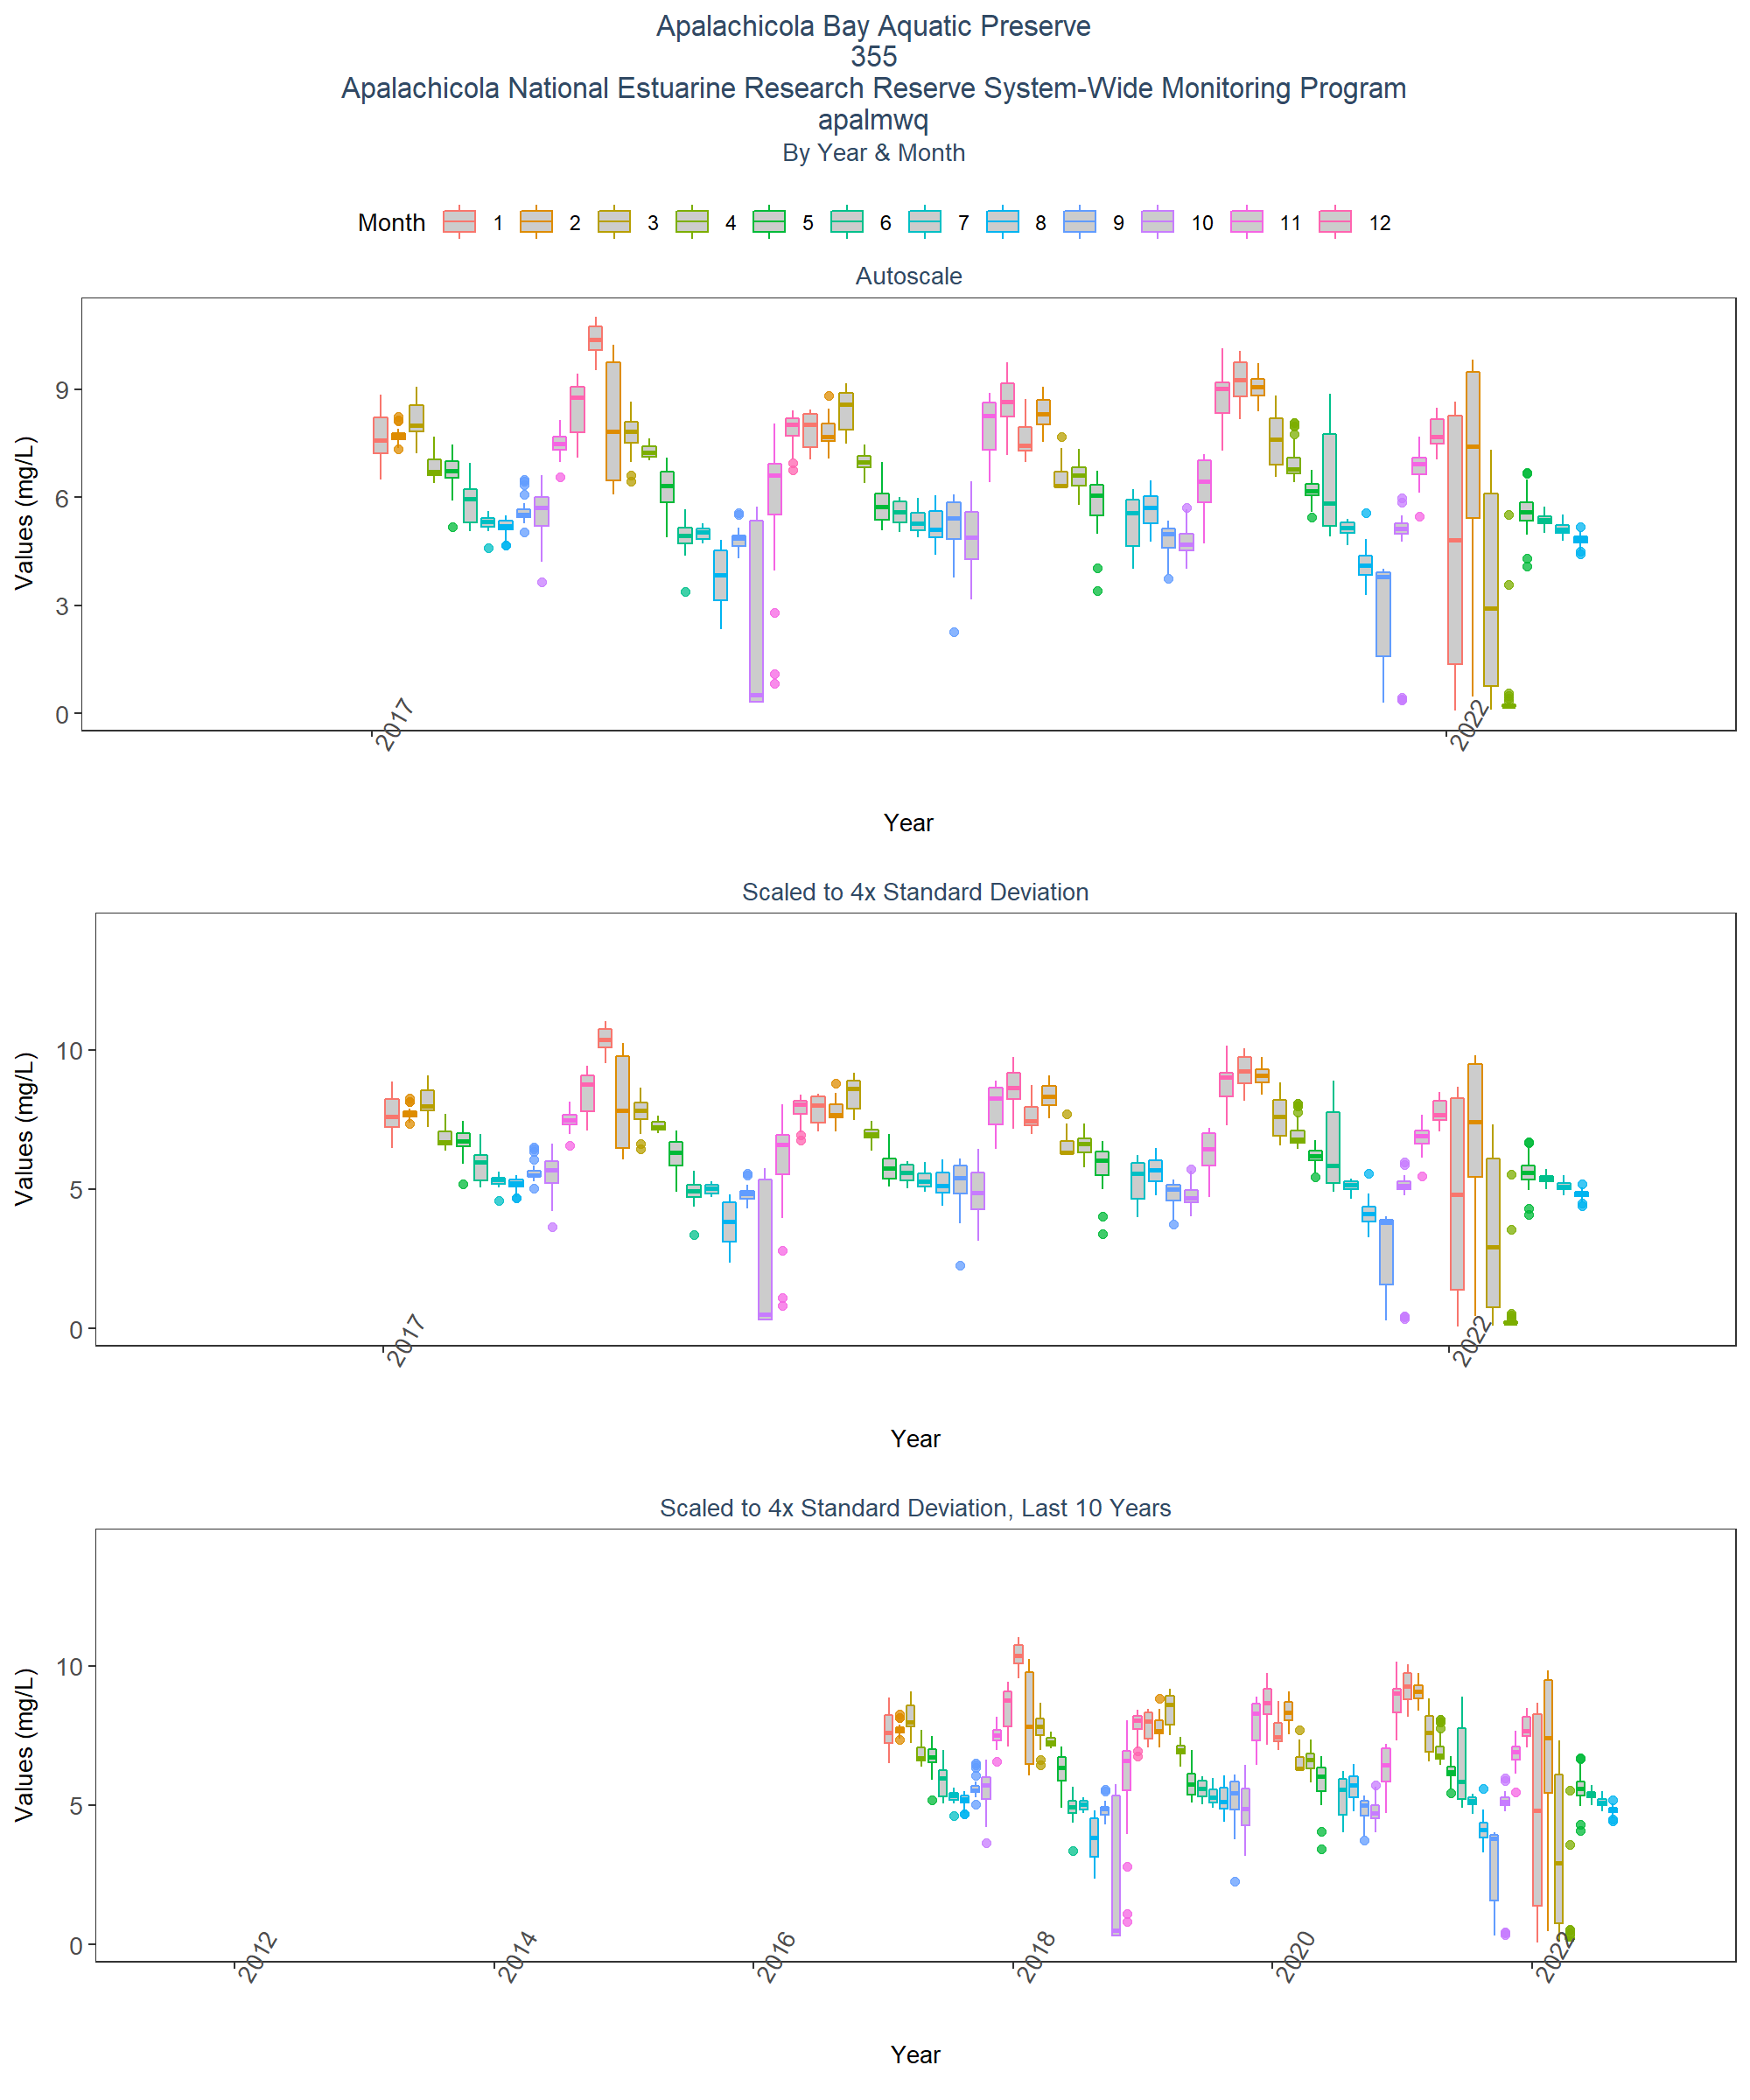 Apalachicola Bay Aquatic Preserve
355
Apalachicola National Estuarine Research Reserve System-Wide Monitoring Program
apalmwq
By Year & Month
Month 1 2 3 4 5 6 7 8 9 10 11 12
Autoscale
Values (mg/L)
9
6
3
0
2017 2022
Year
Scaled to 4x Standard Deviation
Values (mg/L)
10
5
0
2017 2022
Year
Scaled to 4x Standard Deviation, Last 10 Years
Values (mg/L)
10
5
0
2012 2014 2016 2018 2020 2022
Year